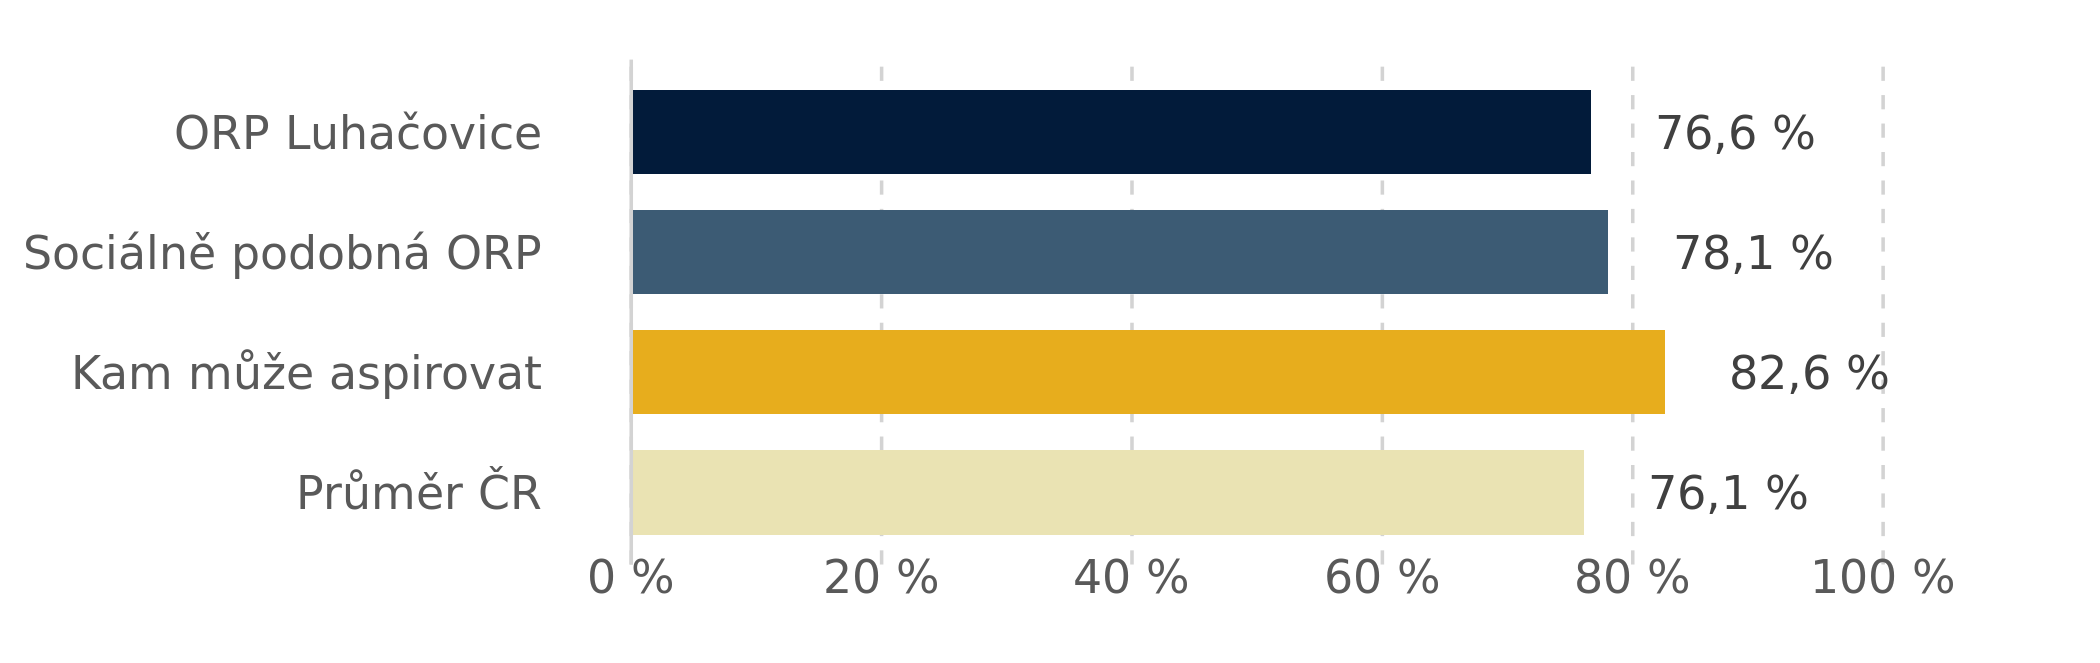 ORP Luhačovice 76,6 %
Sociálně podobná ORP 78,1 %
Kam může aspirovat 82,6 %
Průměr ČR 76,1 %
0 % 20 % 40 % 60 % 80 % 100 %